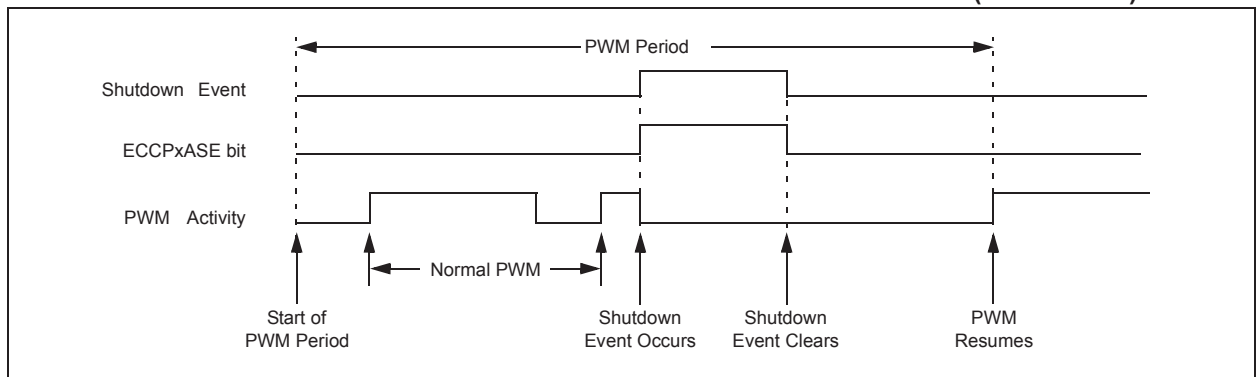 PWM Period
Shutdown Event
ECCPxASE bit
PWM Activity
Normal PWM
Start of
PWM Period
Shutdown
Event Occurs
Shutdown
Event Clears
PWM
Resumes